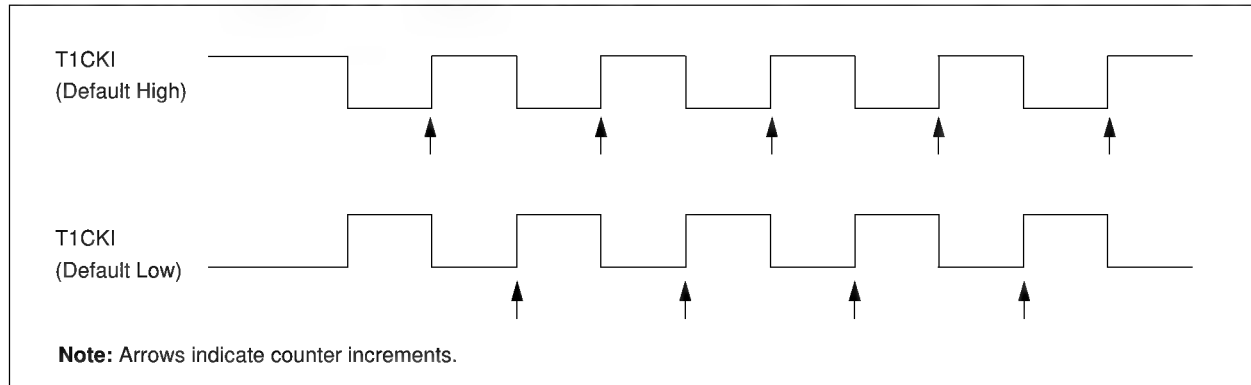 T1CKI
(Default High)
T1CKI
(Default Low)
Note: Arrows indicate counter increments.